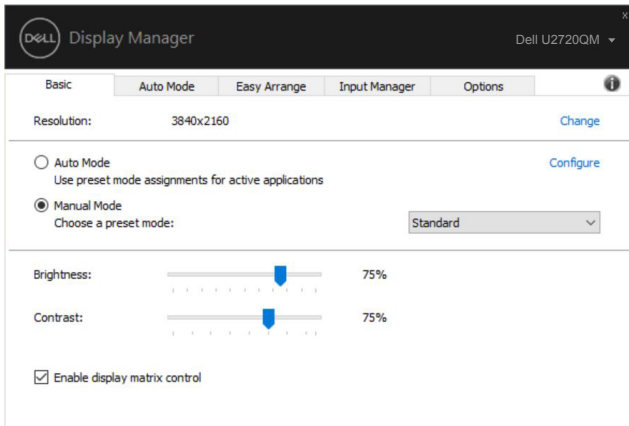 x
DELL Display Manager Dell U2720QM
Basic Auto Mode Easy Arrange Input Manager Options i
Resolution: 3840x2160 Change
Auto Mode Configure
Use preset mode assignments for active applications
Manual Mode
Choose a preset mode: Standard
Brightness: 75%
Contrast: 75%
Enable display matrix control